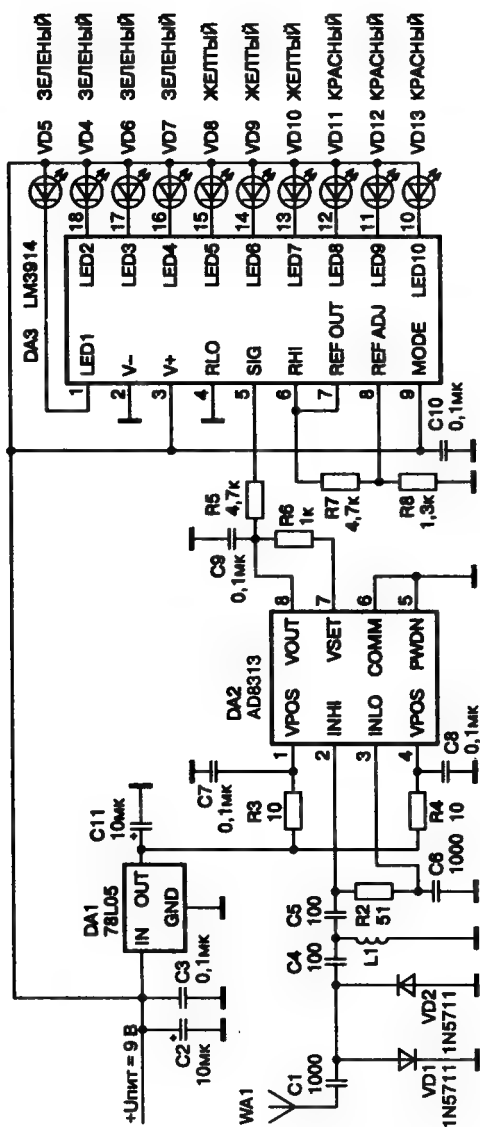 +Uпит = 9 В
C2
10мк
C3
0,1мк
DA1
78L05
IN
OUT
GND
C11
10мк
WA1
C1
1000
VD1
1N5711
VD2
1N5711
C4
100
L1
C5
100
R2
51
C6
1000
R3
10
R4
10
C7
0,1мк
C8
0,1мк
DA2
AD8313
1
VPOS
2
INHI
3
INLO
4
VPOS
VOUT
8
VSET
7
COMM
6
PWDN
5
C9
0,1мк
R5
4,7к
R6
1к
R7
4,7к
R8
1,3к
C10
0,1мк
DA3
LM3914
1
LED1
2
V-
3
V+
4
RLO
5
SIG
6
RHI
7
REF OUT
8
REF ADJ
9
MODE
LED2
18
LED3
17
LED4
16
LED5
15
LED6
14
LED7
13
LED8
12
LED9
11
LED10
10
VD5 ЗЕЛЕНЫЙ
VD4 ЗЕЛЕНЫЙ
VD6 ЗЕЛЕНЫЙ
VD7 ЗЕЛЕНЫЙ
VD8 ЖЕЛТЫЙ
VD9 ЖЕЛТЫЙ
VD10 ЖЕЛТЫЙ
VD11 КРАСНЫЙ
VD12 КРАСНЫЙ
VD13 КРАСНЫЙ